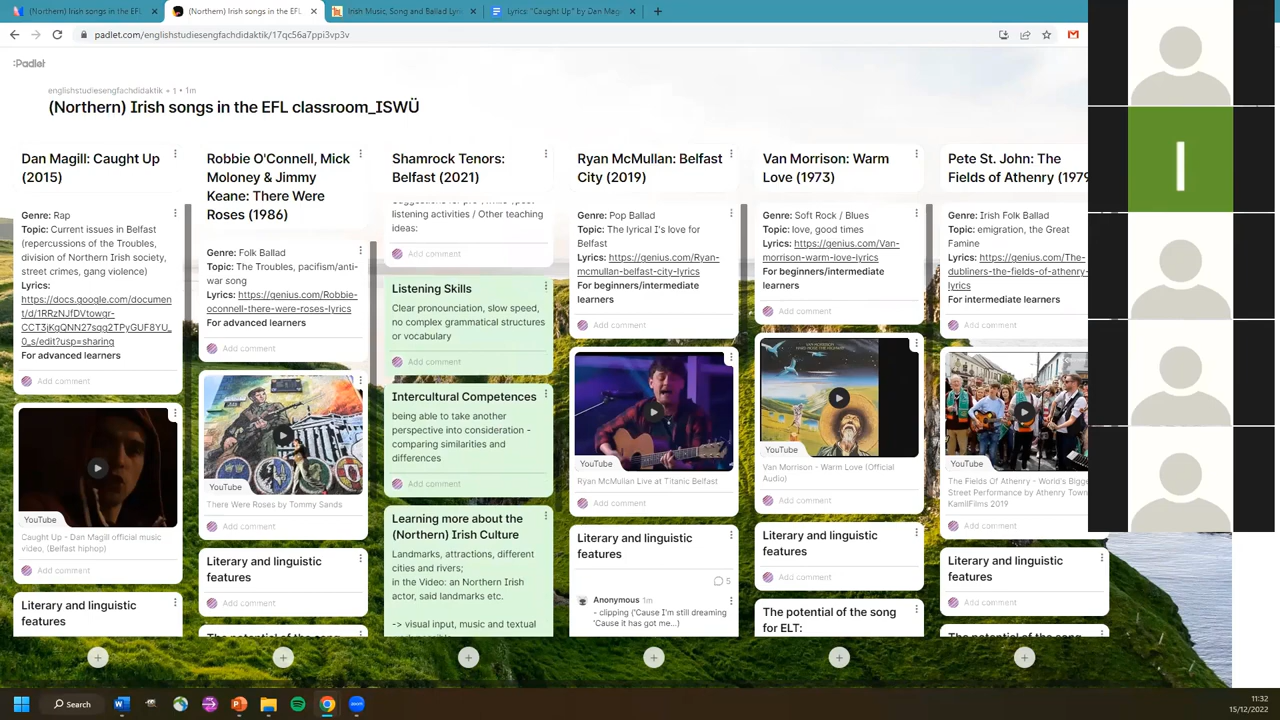 (Northern) Irish songs in the EFL
(Northern) Irish songs in the EFL
Irish Music, Song and Ballad Lyri
Lyrics: "Caught Up" by Dan Mag
padlet.com/englishstudiesengfachdidaktik/17qc56a7ppi3vp3v
:Padlet
englishstudiesengfachdidaktik + 1 • 1m
(Northern) Irish songs in the EFL classroom_ISWÜ
Dan Magill: Caught Up
(2015)
Genre: Rap
Topic: Current issues in Belfast
(repercussions of the Troubles,
division of Northern Irish society,
street crimes, gang violence)
Lyrics:
https://docs.google.com/documen
For advanced learners
Add comment
YouTube
Caught Up - Dan Magill official music
video, (Belfast hiphop)
Add comment
Literary and linguistic
features
Robbie O'Connell, Mick
Moloney & Jimmy
Keane: There Were
Roses (1986)
Genre: Folk Ballad
Topic: The Troubles, pacifism/anti-
war song
Lyrics: https://genius.com/Robbie-
oconnell-there-were-roses-lyrics
For advanced learners
Add comment
YouTube
There Were Roses by Tommy Sands
Add comment
Literary and linguistic
features
Add comment
The potential of the song
Shamrock Tenors:
Belfast (2021)
listening activities / Other teaching
ideas:
Add comment
Listening Skills
Clear pronunciation, slow speed,
no complex grammatical structures
or vocabulary
Add comment
Intercultural Competences
being able to take another
perspective into consideration -
comparing similarities and
differences
Add comment
Learning more about the
(Northern) Irish Culture
Landmarks, attractions, different
cities and rivers;
in the Video: an Northern Irish
actor, said landmarks etc.
-> visual input, music and textual
Ryan McMullan: Belfast
City (2019)
Genre: Pop Ballad
Topic: The lyrical I's love for
Belfast
Lyrics: https://genius.com/Ryan-
mcmullan-belfast-city-lyrics
For beginners/intermediate
learners
Add comment
YouTube
Ryan McMullan Live at Titanic Belfast
Add comment
Literary and linguistic
features
5
Anonymous 1m
- clipping ('Cause I'm still dreaming
'Cause it has got me...)
Van Morrison: Warm
Love (1973)
Genre: Soft Rock / Blues
Topic: love, good times
Lyrics: https://genius.com/Van-
morrison-warm-love-lyrics
For beginners/intermediate
learners
Add comment
YouTube
Van Morrison - Warm Love (Official
Audio)
Add comment
Literary and linguistic
features
Add comment
The potential of the song
for ELT:
Pete St. John: The
Fields of Athenry (1979
Genre: Irish Folk Ballad
Topic: emigration, the Great
Famine
Lyrics: https://genius.com/The-
dubliners-the-fields-of-athenry-
lyrics
For intermediate learners
Add comment
YouTube
The Fields Of Athenry - World's Bigge
Street Performance by Athenry Town
KamilFilms 2019
Add comment
Literary and linguistic
features
Add comment
I
Search
11:32
15/12/2022